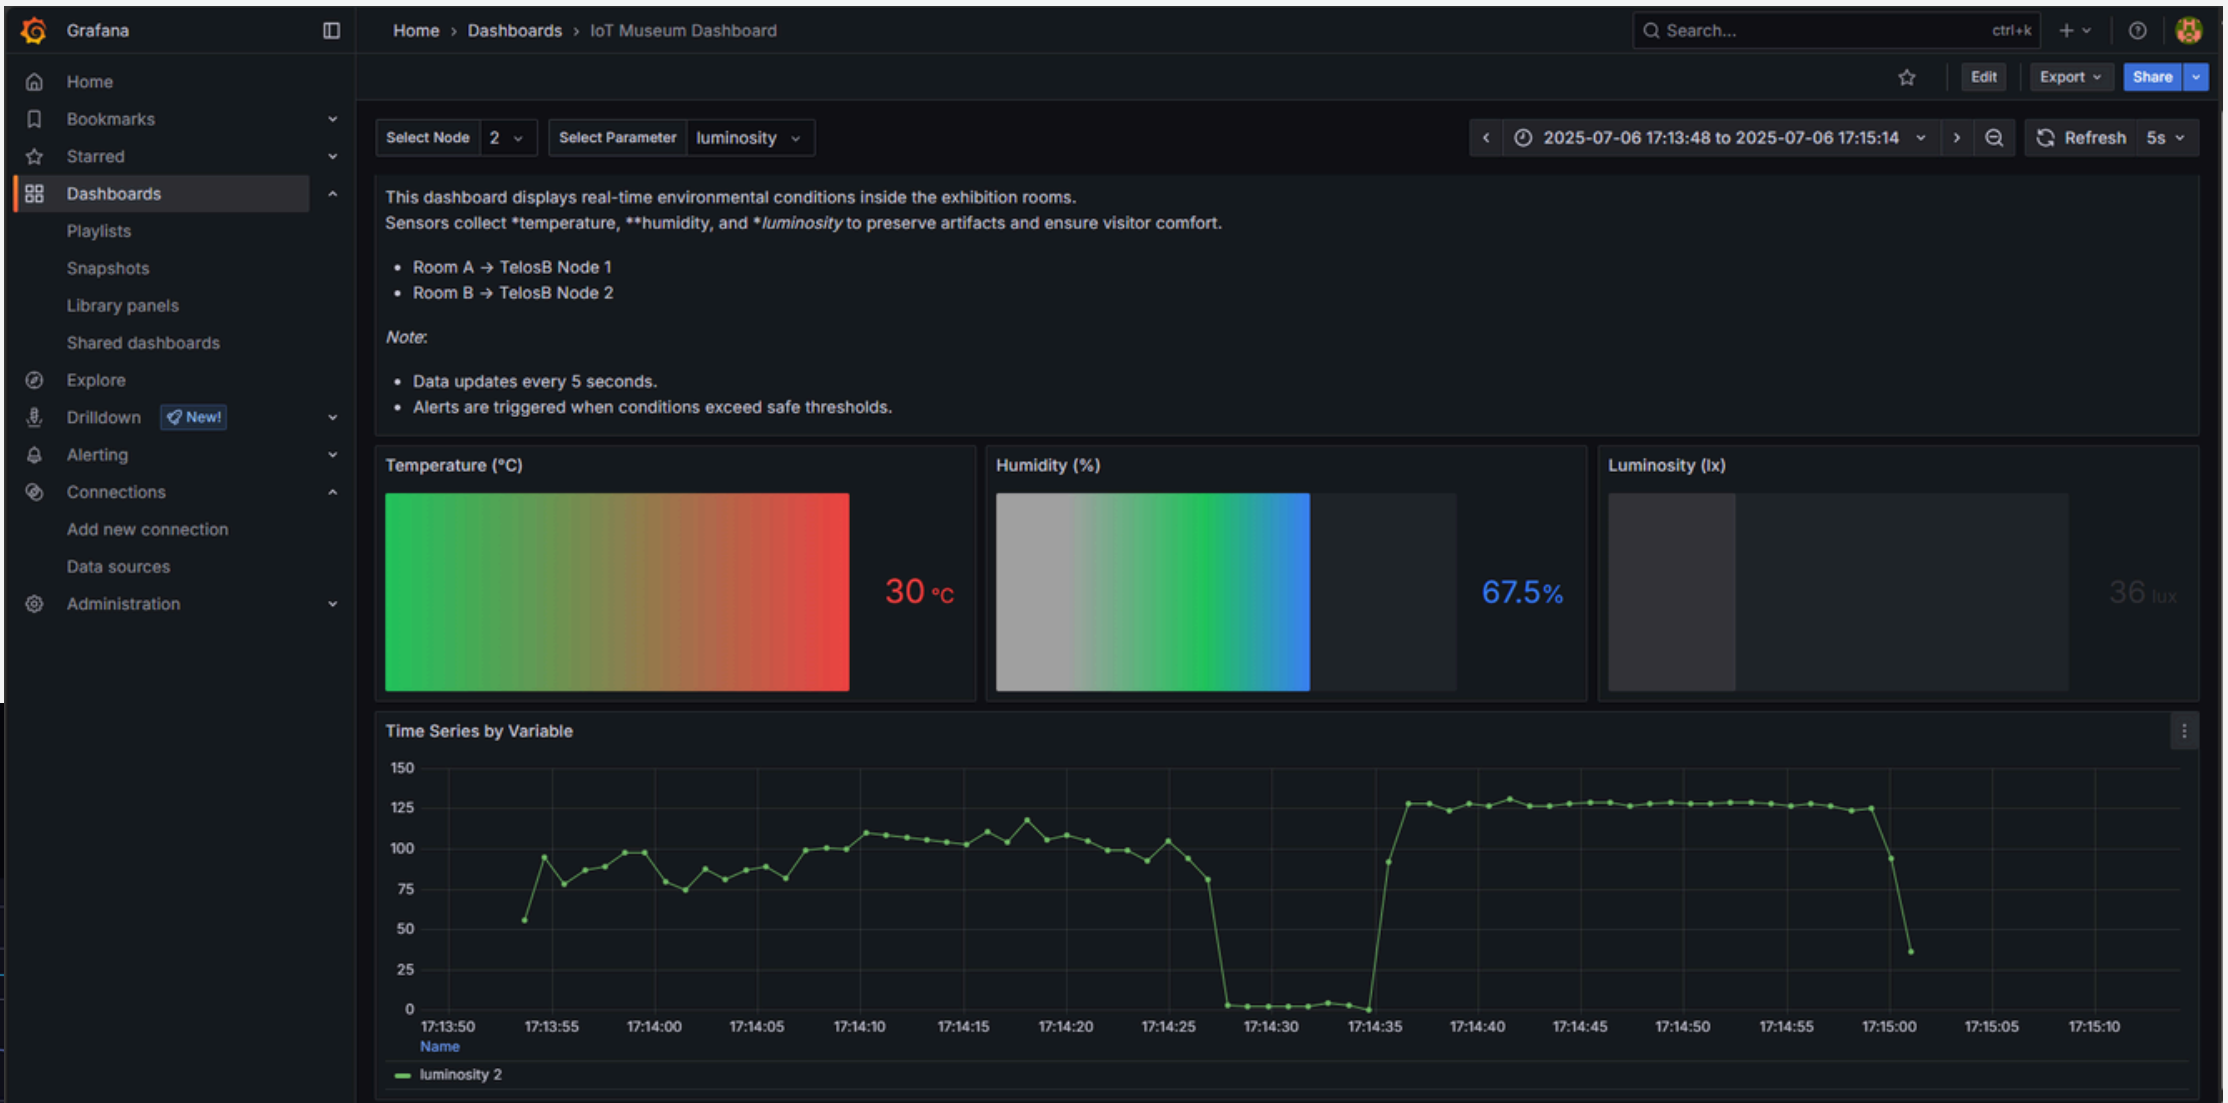 Grafana
Home › Dashboards › IoT Museum Dashboard
Search... ctrl+k
Home
Bookmarks
Starred
Dashboards
Playlists
Snapshots
Library panels
Shared dashboards
Explore
Drilldown New!
Alerting
Connections
Add new connection
Data sources
Administration
Edit Export Share
Select Node 2 Select Parameter luminosity
2025-07-06 17:13:48 to 2025-07-06 17:15:14 Refresh 5s
This dashboard displays real-time environmental conditions inside the exhibition rooms.
Sensors collect *temperature, **humidity, and *luminosity to preserve artifacts and ensure visitor comfort.
• Room A → TelosB Node 1
• Room B → TelosB Node 2
Note:
• Data updates every 5 seconds.
• Alerts are triggered when conditions exceed safe thresholds.
Temperature (°C)
30 °C
Humidity (%)
67.5%
Luminosity (lx)
36 lux
Time Series by Variable
150
125
100
75
50
25
0
17:13:50 17:13:55 17:14:00 17:14:05 17:14:10 17:14:15 17:14:20 17:14:25 17:14:30 17:14:35 17:14:40 17:14:45 17:14:50 17:14:55 17:15:00 17:15:05 17:15:10
Name
luminosity 2